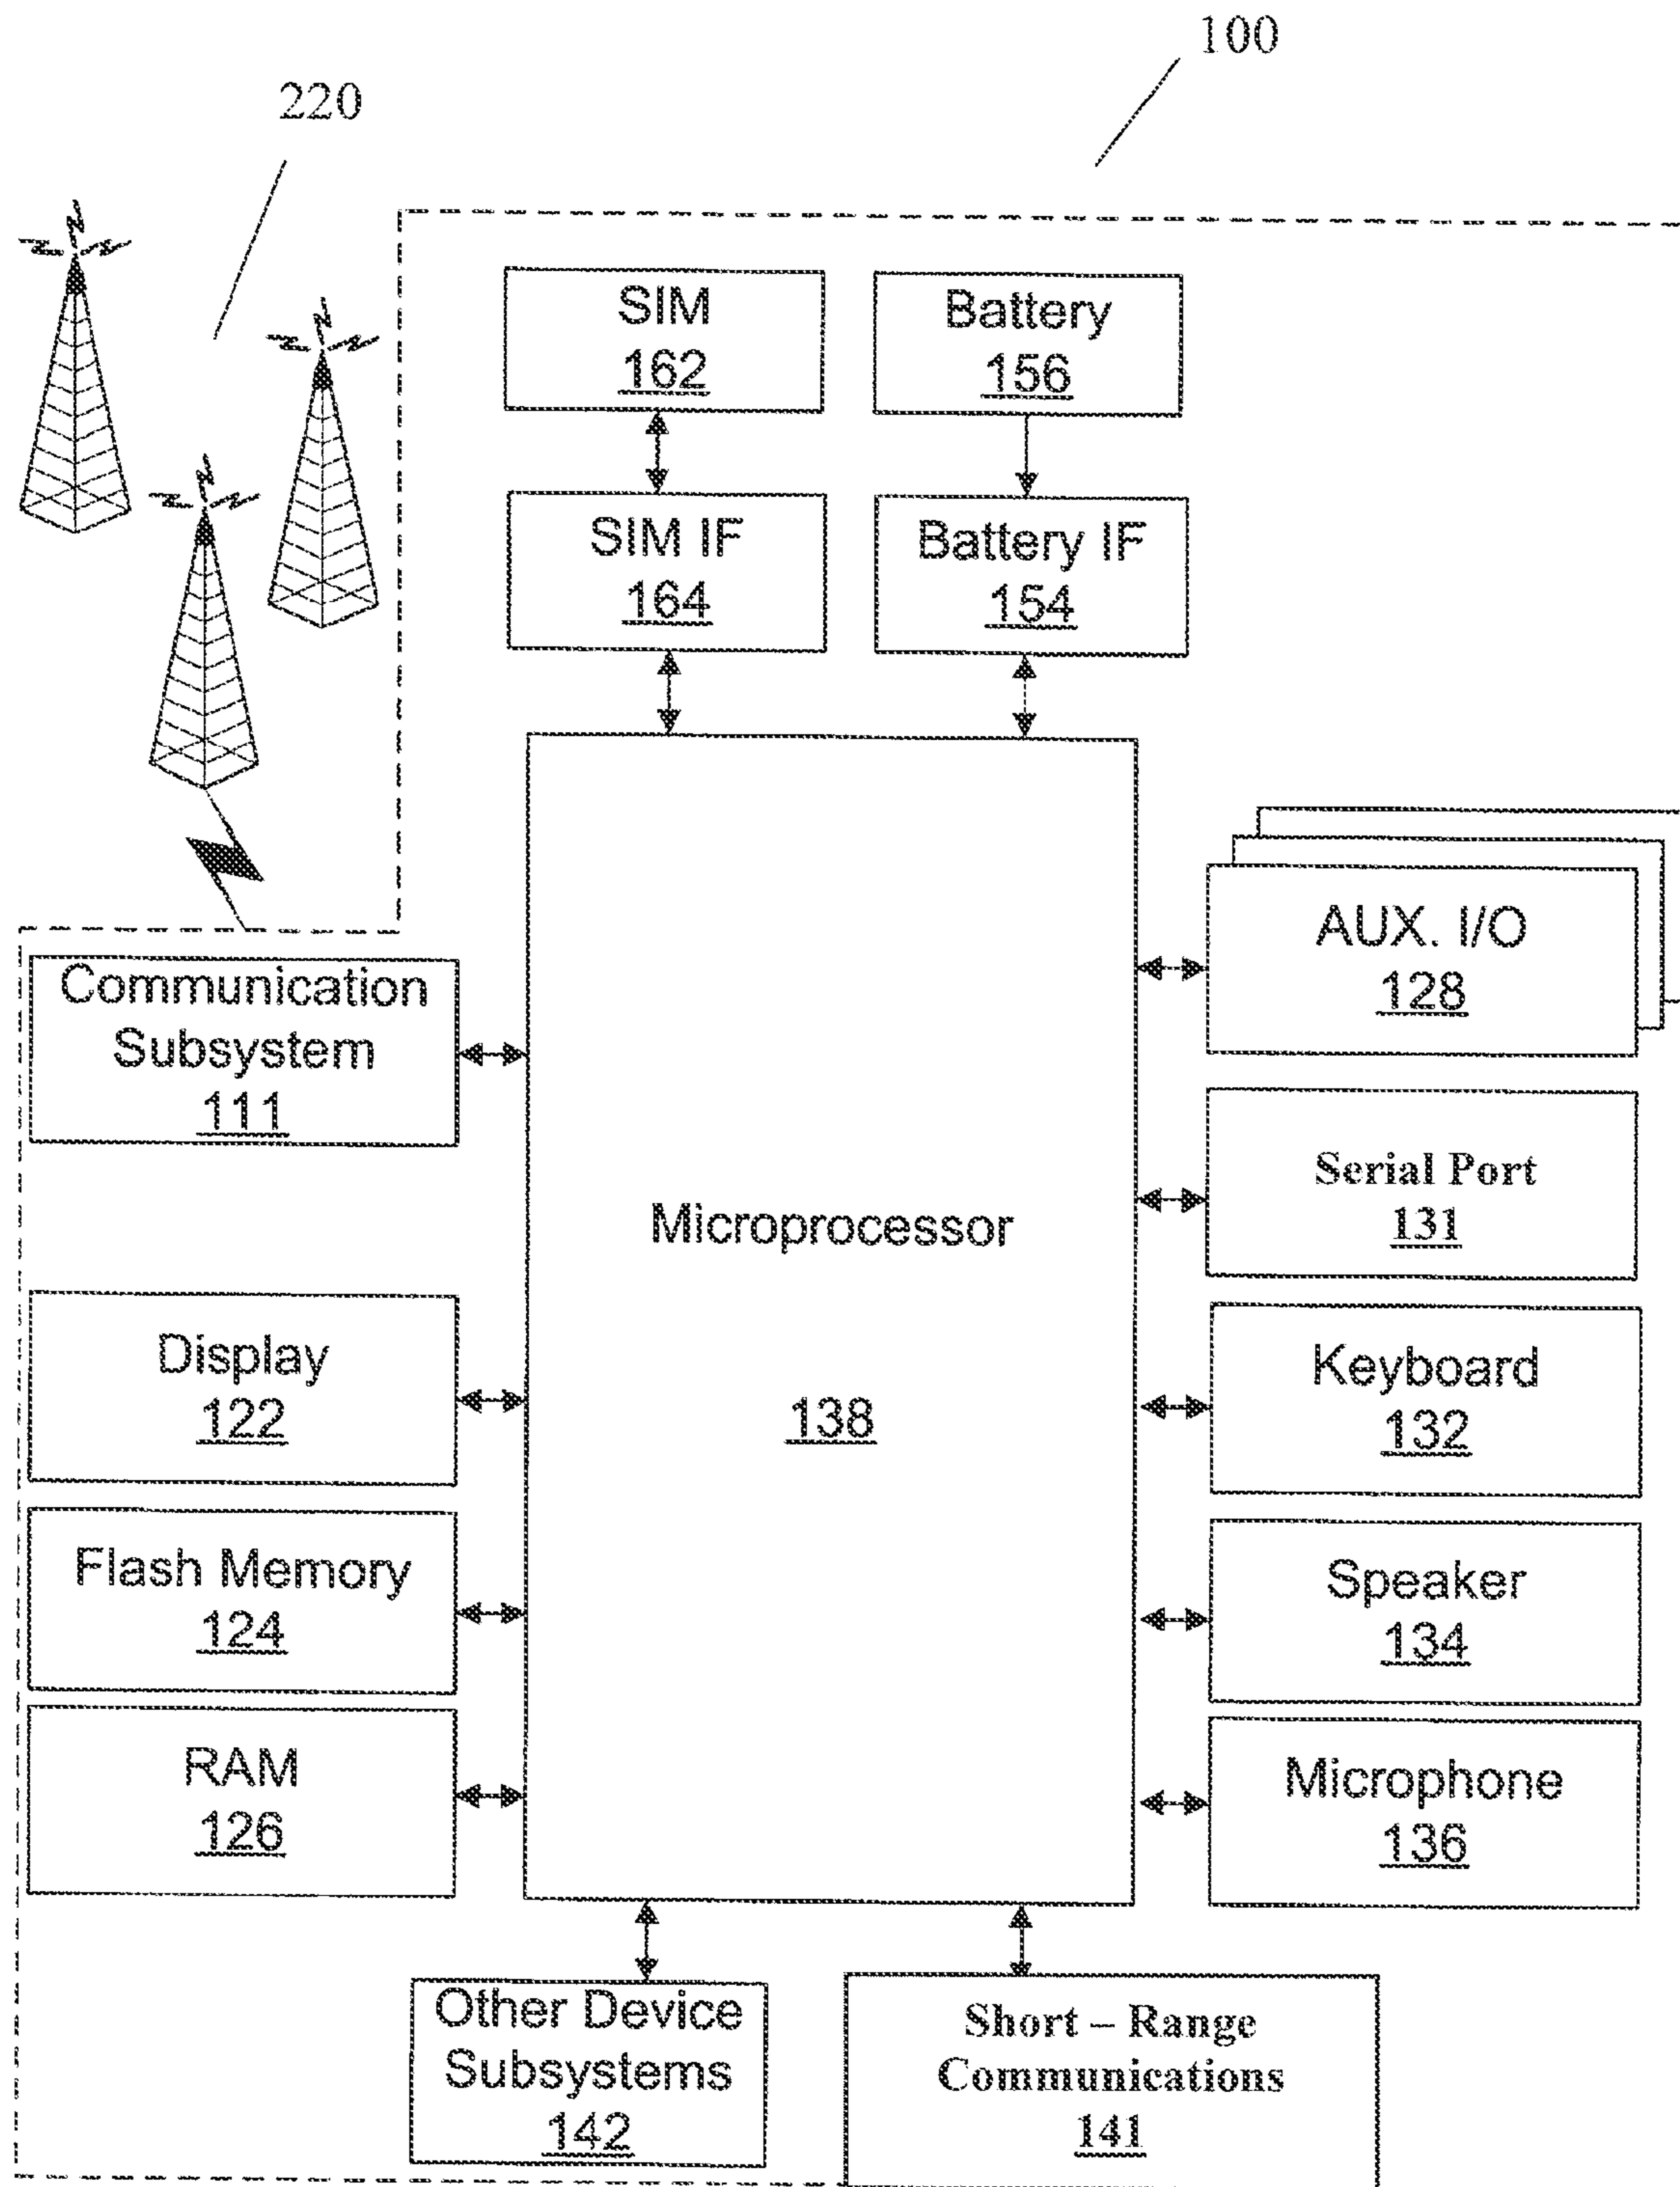 100
220
SIM
162
Battery
156
SIM IF
164
Battery IF
154
AUX. I/O
128
Communication
Subsystem
111
Serial Port
131
Microprocessor
138
Display
122
Keyboard
132
Flash Memory
124
Speaker
134
RAM
126
Microphone
136
Other Device
Subsystems
142
Short – Range
Communications
141